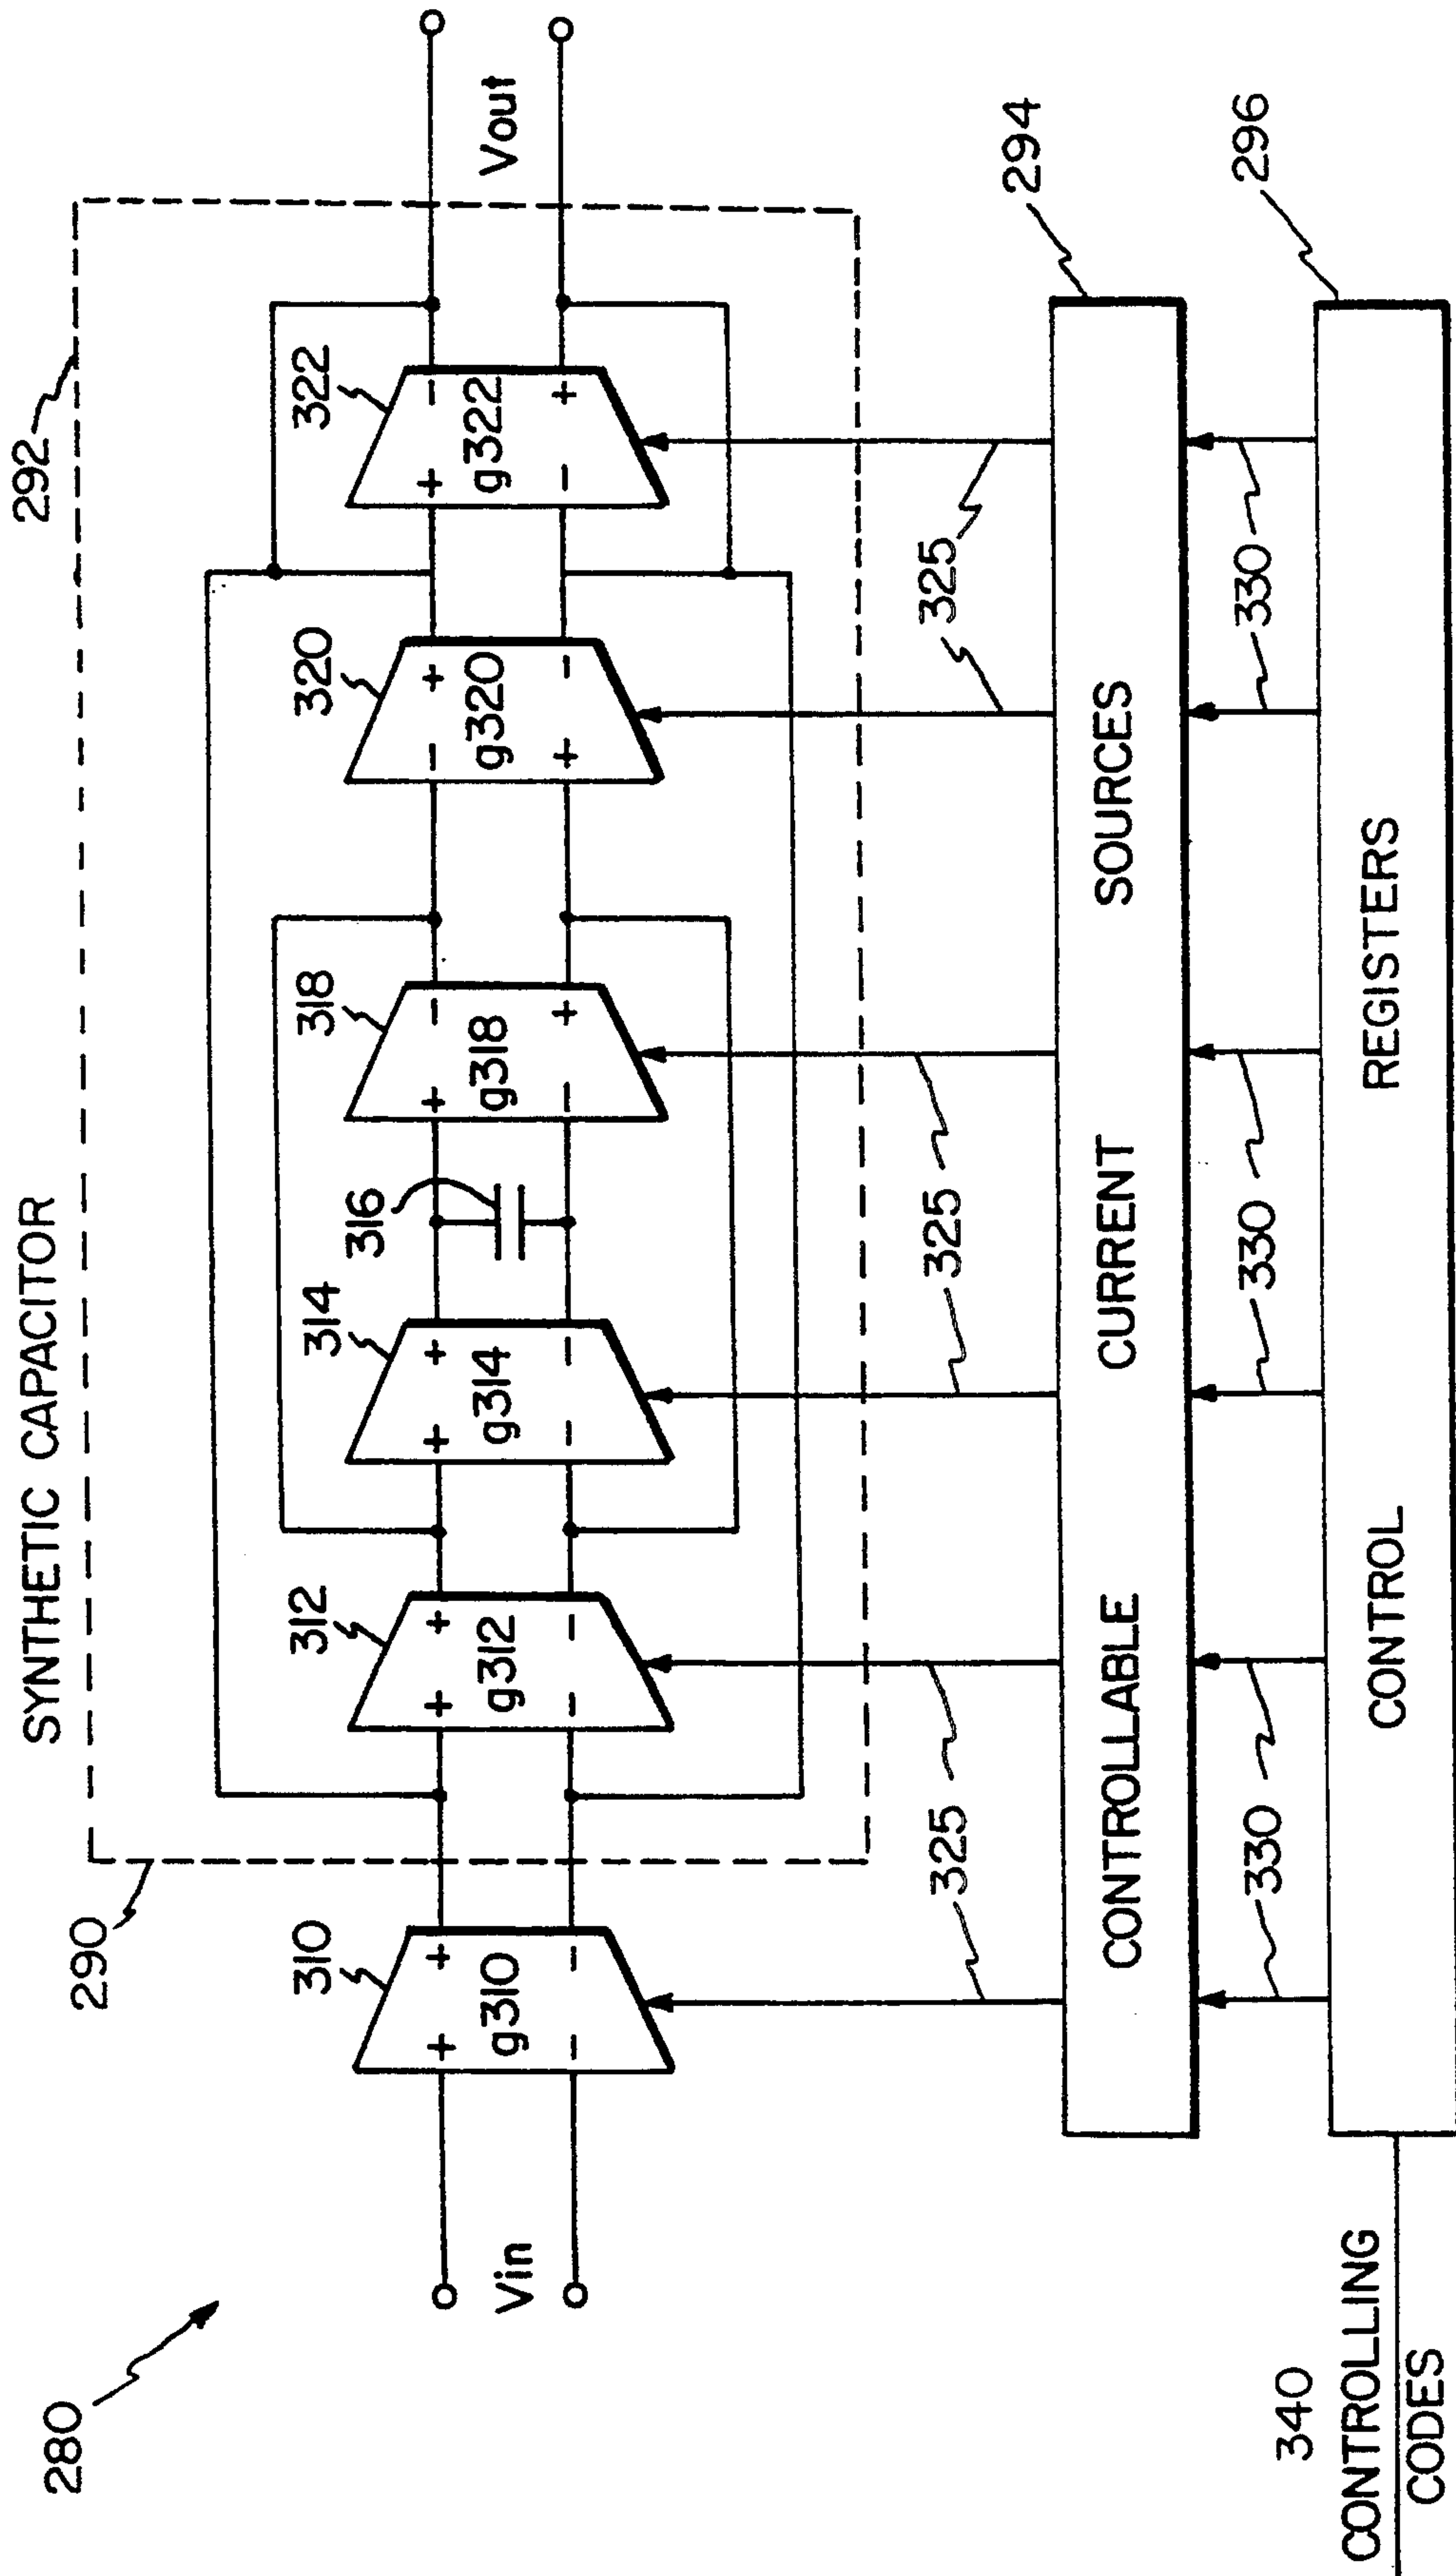 SYNTHETIC CAPACITOR
280
290
292
310
312
314
316
318
320
322
+ + + + + - - + + -
g310 g312 g314 g318 g320 g322
- - - - - - - + + - - +
Vin
Vout
325 325 325 325
294
CONTROLLABLE CURRENT SOURCES
330 330 330 330
296
CONTROL REGISTERS
340
CONTROLLING
CODES